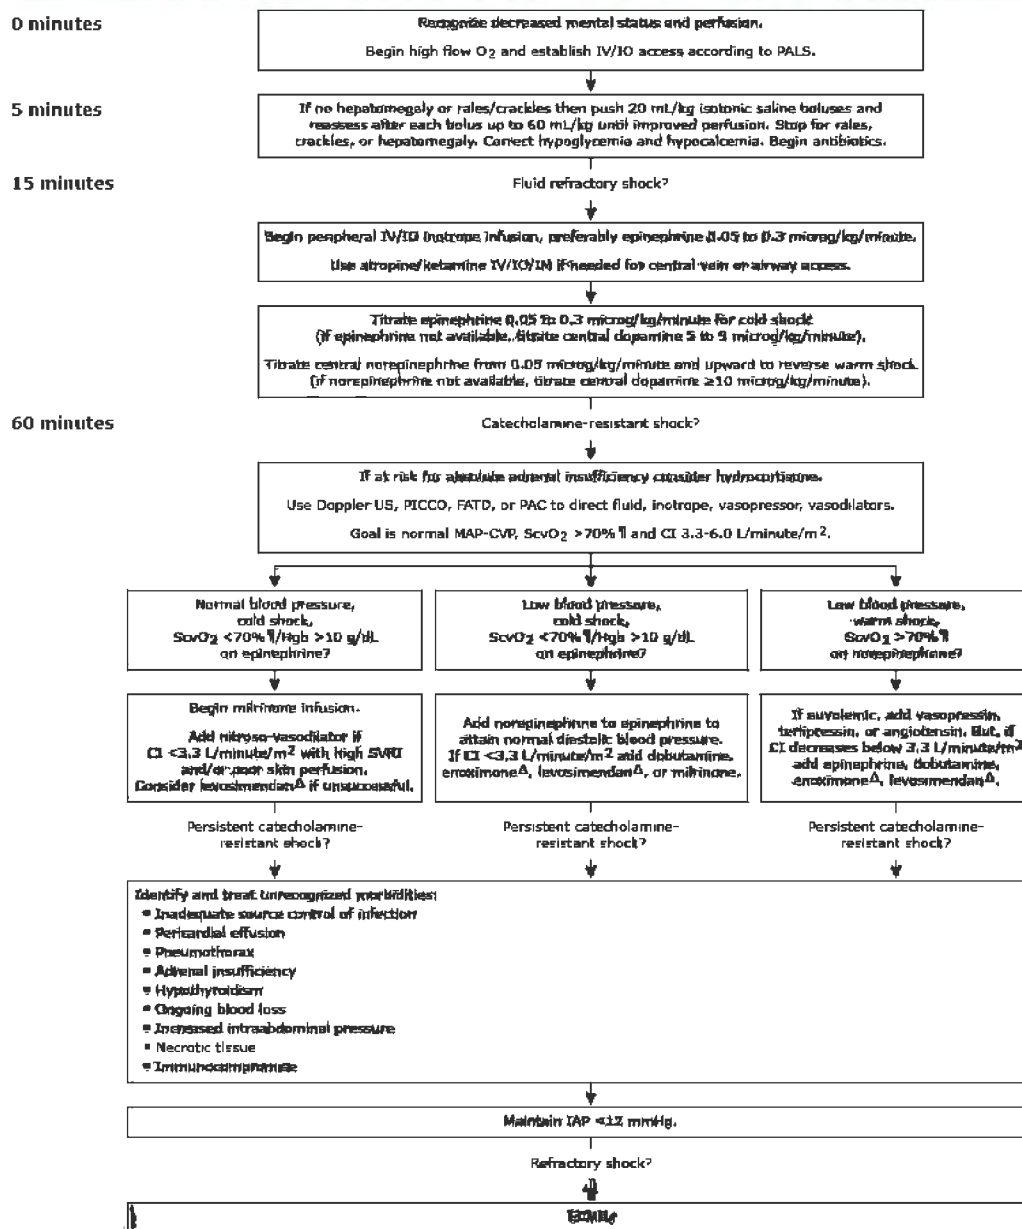 0 minutes
Recognize decreased mental status and perfusion.
Begin high flow O₂ and establish IV/IO access according to PALS.
5 minutes
If no hepatomegaly or rales/crackles then push 20 mL/kg isotonic saline boluses and
reassess after each bolus up to 60 mL/kg until improved perfusion. Stop for rales,
crackles, or hepatomegaly. Correct hypoglycemia and hypocalcemia. Begin antibiotics.
15 minutes
Fluid refractory shock?
Begin peripheral IV/IO inotrope infusion, preferably epinephrine 0.05 to 0.3 microg/kg/minute.
Use atropine/ketamine IV/IO/IM if needed for central vein or airway access.
Titrate epinephrine 0.05 to 0.3 microg/kg/minute for cold shock
(if epinephrine not available, titrate central dopamine 5 to 9 microg/kg/minute).
Titrate central norepinephrine from 0.05 microg/kg/minute and upward to reverse warm shock
(if norepinephrine not available, titrate central dopamine ≥10 microg/kg/minute).
60 minutes
Catecholamine-resistant shock?
If at risk for absolute adrenal insufficiency consider hydrocortisone.
Use Doppler US, PICCO, FATD, or PAC to direct fluid, inotrope, vasopressor, vasodilators.
Goal is normal MAP-CVP, ScvO₂ >70%¶ and CI 3.3-6.0 L/minute/m².
Normal blood pressure,
cold shock,
ScvO₂ <70%¶/Hgb >10 g/dL
on epinephrine?
Low blood pressure,
cold shock,
ScvO₂ <70%¶/Hgb >10 g/dL
on epinephrine?
Low blood pressure,
warm shock,
ScvO₂ >70%¶
on norepinephrine?
Begin milrinone infusion.
Add nitroso-vasodilator if
CI <3.3 L/minute/m² with high SVRI
and/or poor skin perfusion.
Consider levosimendanΔ if unsuccessful.
Add norepinephrine to epinephrine to
attain normal diastolic blood pressure.
If CI <3.3 L/minute/m² add dobutamine,
enoximoneΔ, levosimendanΔ, or milrinone.
If euvolemic, add vasopressin,
terlipressin, or angiotensin. But, if
CI decreases below 3.3 L/minute/m²
add epinephrine, dobutamine,
enoximoneΔ, levosimendanΔ.
Persistent catecholamine-
resistant shock?
Persistent catecholamine-
resistant shock?
Persistent catecholamine-
resistant shock?
Identify and treat unrecognized morbidities:
▪ Inadequate source control of infection
▪ Pericardial effusion
▪ Pneumothorax
▪ Adrenal insufficiency
▪ Hypothyroidism
▪ Ongoing blood loss
▪ Increased intraabdominal pressure
▪ Necrotic tissue
▪ Immunocompromise
Maintain IAP <12 mmHg.
Refractory shock?